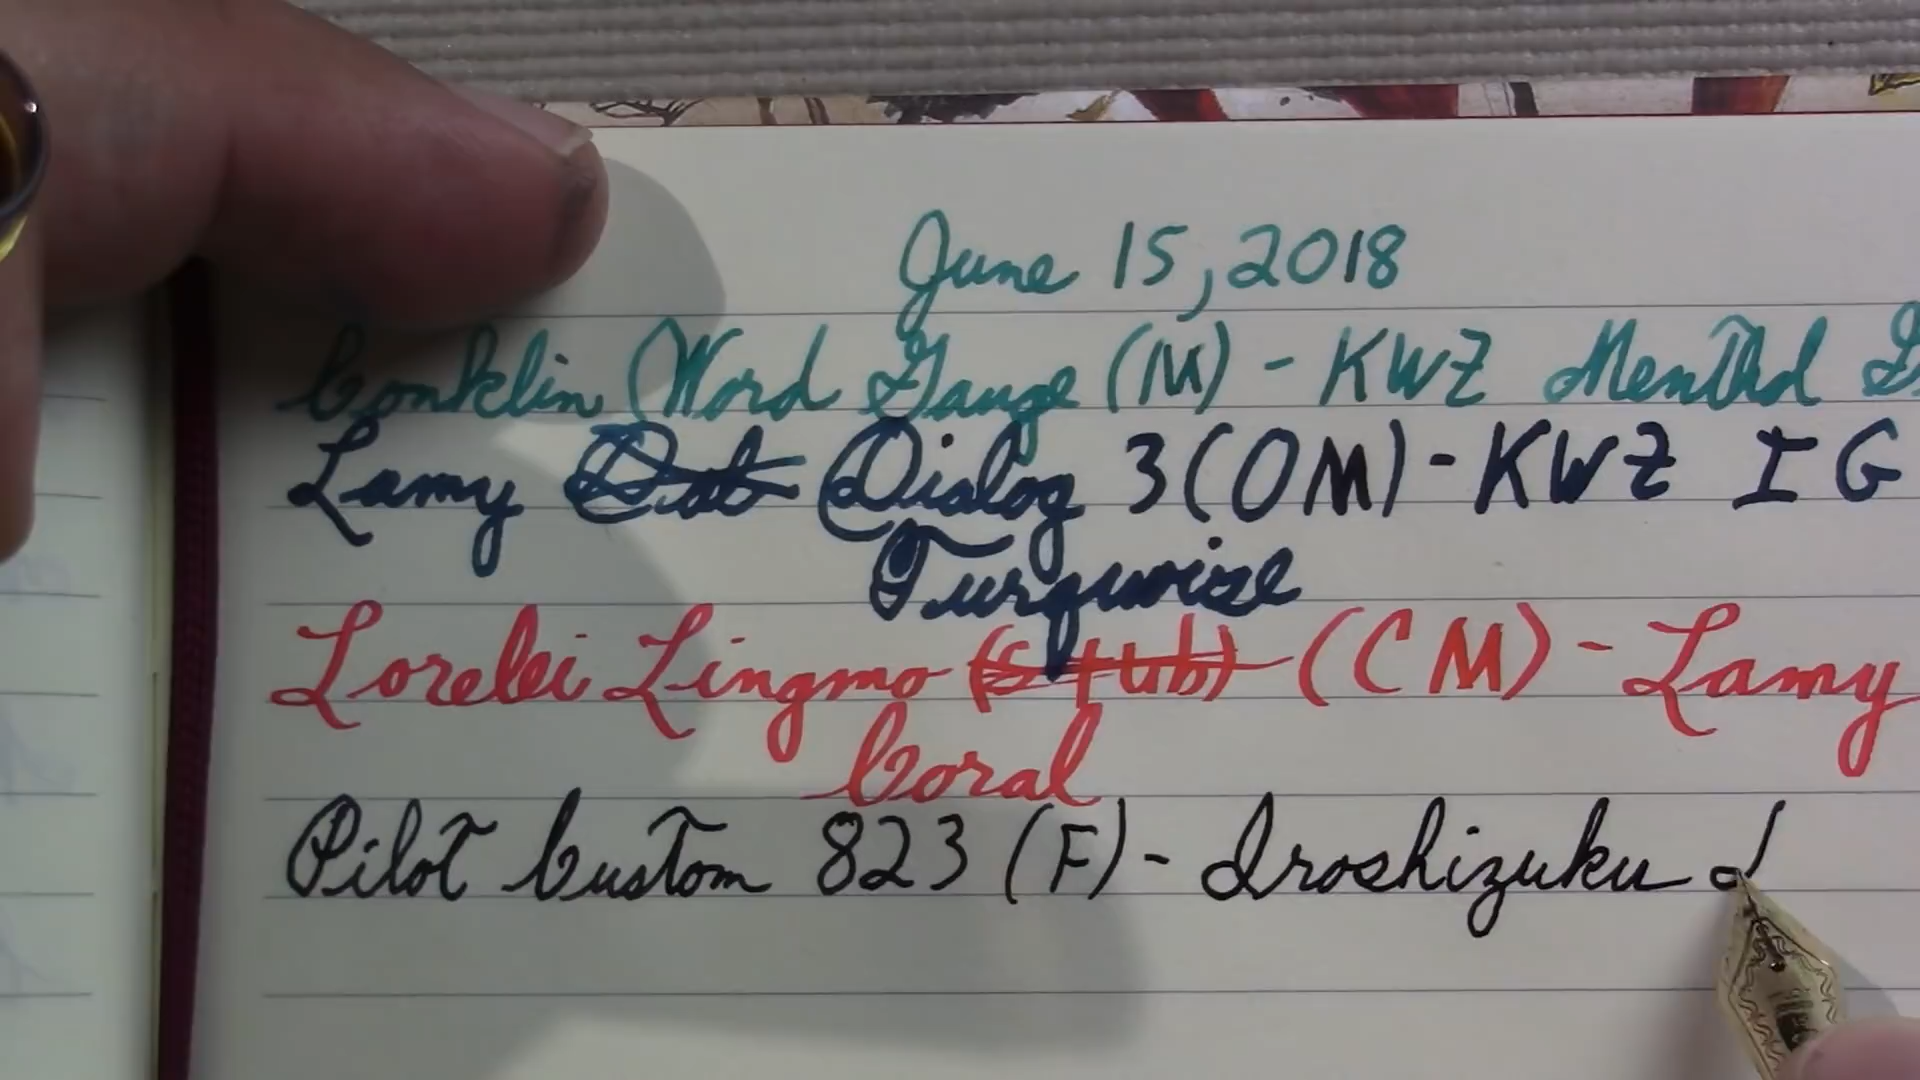 June 15, 2018
Conklin Word Gauge (M) - KWZ Menthol
Lamy Dialog 3 (OM) - KWZ IG
Turquoise
Lorelei Lingmo (stub) (CM) - Lamy
Coral
Pilot Custom 823 (F) - Iroshizuku